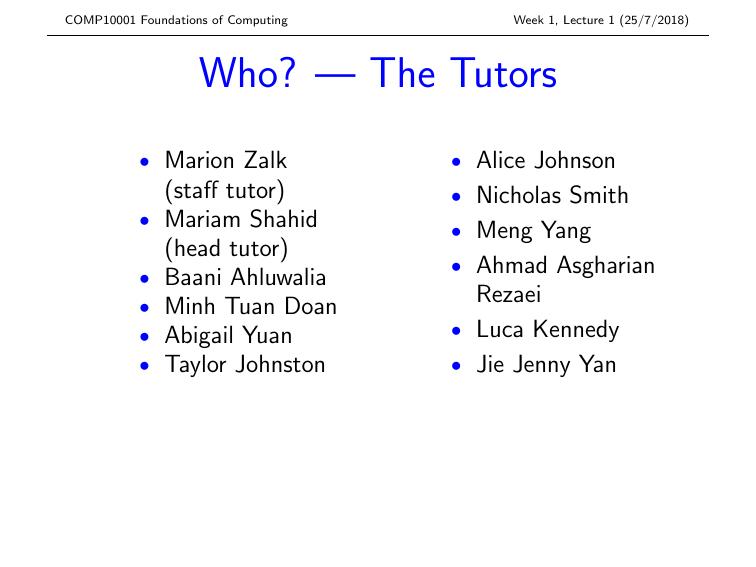 COMP10001 Foundations of Computing
Week 1, Lecture 1 (25/7/2018)
Who? — The Tutors
• Marion Zalk
(staff tutor)
• Mariam Shahid
(head tutor)
• Baani Ahluwalia
• Minh Tuan Doan
• Abigail Yuan
• Taylor Johnston
• Alice Johnson
• Nicholas Smith
• Meng Yang
• Ahmad Asgharian
Rezaei
• Luca Kennedy
• Jie Jenny Yan